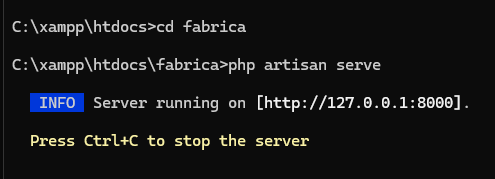 C:\xampp\htdocs>cd fabrica
C:\xampp\htdocs\fabrica>php artisan serve
INFO Server running on [http://127.0.0.1:8000].
Press Ctrl+C to stop the server